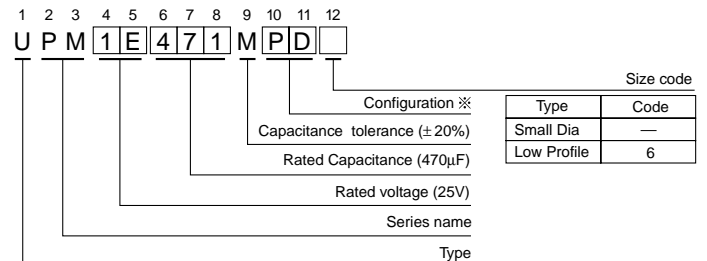 1 2 3 4 5 6 7 8 9 10 11 12
U P M 1 E 4 7 1 M P D
Size code
Configuration ※
Capacitance tolerance (±20%)
Rated Capacitance (470µF)
Rated voltage (25V)
Series name
Type
Type Code
Small Dia —
Low Profile 6